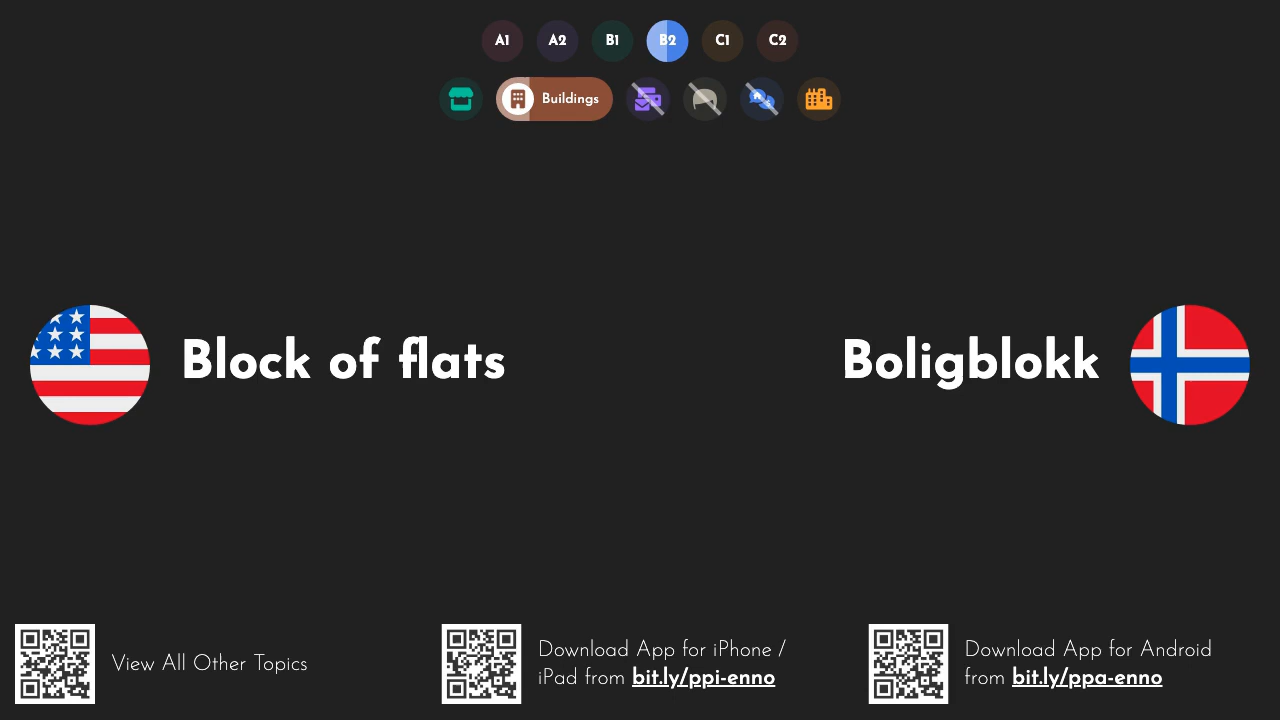 A1 A2 B1 B2 C1 C2
Buildings
Block of flats
Boligblokk
View All Other Topics
Download App for iPhone /
iPad from bit.ly/ppi-enno
Download App for Android
from bit.ly/ppa-enno